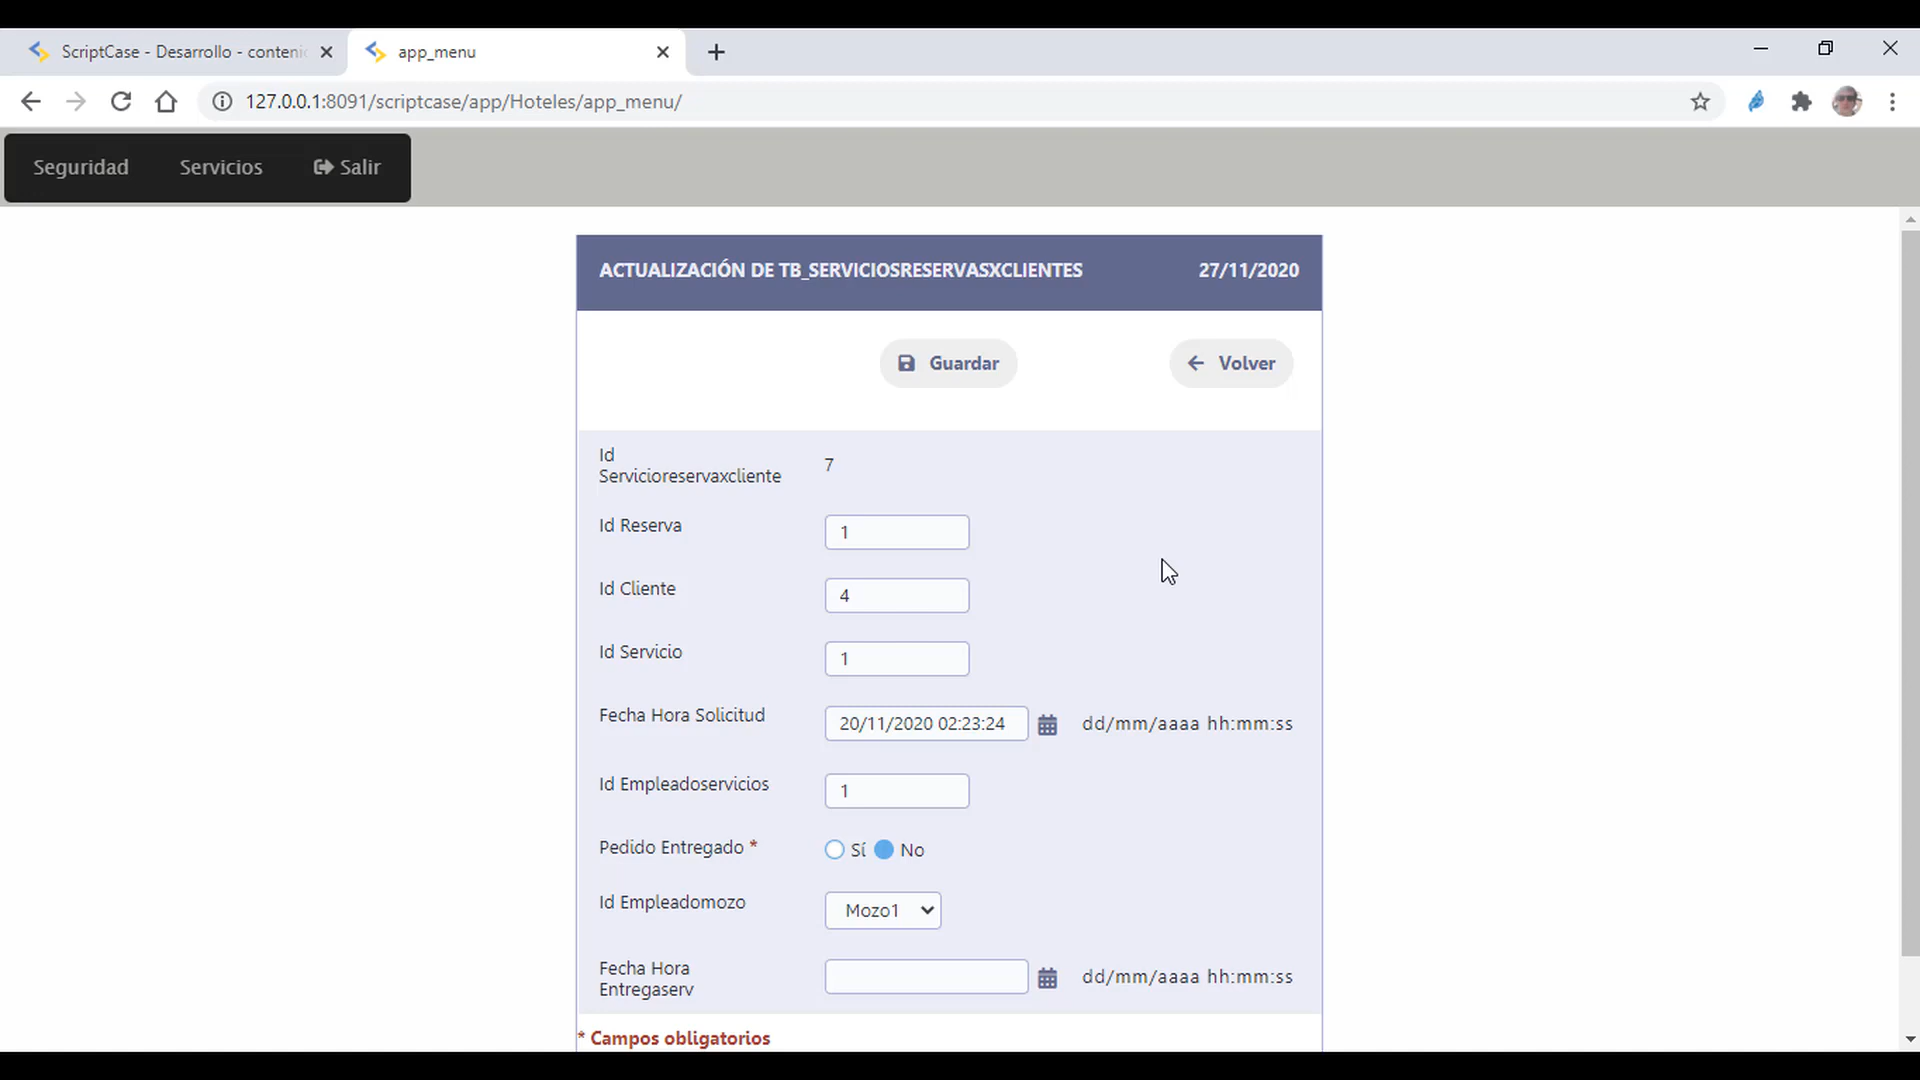 ScriptCase - Desarrollo - conteni
app_menu
127.0.0.1:8091/scriptcase/app/Hoteles/app_menu/
Seguridad Servicios Salir
ACTUALIZACIÓN DE TB_SERVICIOSRESERVASXCLIENTES 27/11/2020
Guardar Volver
Id
Servicioreservaxcliente 7
Id Reserva 1
Id Cliente 4
Id Servicio 1
Fecha Hora Solicitud 20/11/2020 02:23:24 dd/mm/aaaa hh:mm:ss
Id Empleadoservicios 1
Pedido Entregado * Sí No
Id Empleadomozo Mozo1
Fecha Hora
Entregaserv dd/mm/aaaa hh:mm:ss
* Campos obligatorios